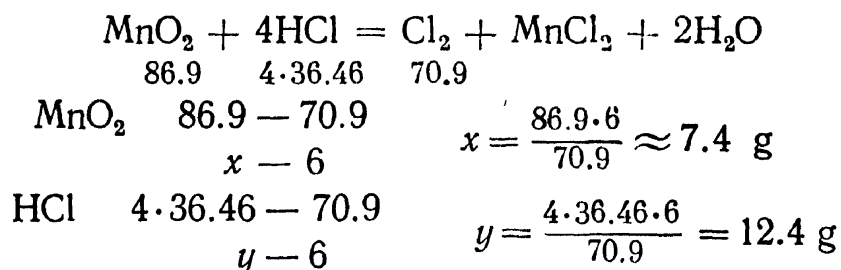 MnO₂ + 4HCl = Cl₂ + MnCl₂ + 2H₂O
86.9 4·36.46 70.9
MnO₂ 86.9 — 70.9
x — 6
x = 86.9·6 / 70.9 ≈ 7.4 g
HCl 4·36.46 — 70.9
y — 6
y = 4·36.46·6 / 70.9 = 12.4 g